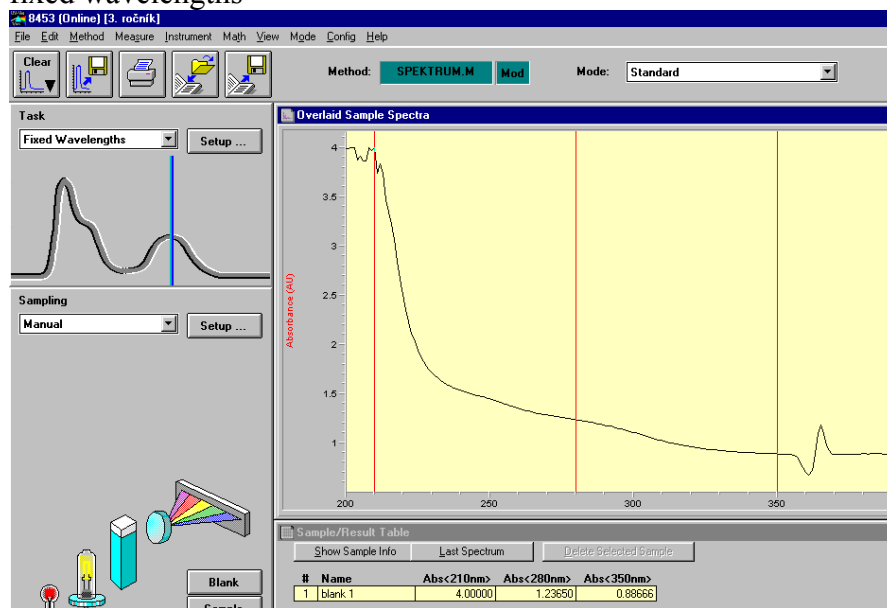 fixed wavelengths
8453 (Online) [3. ročník]
File Edit Method Measure Instrument Math View Mode Config Help
Clear
Method: SPEKTRUM.M Mod Mode: Standard
Task
Fixed Wavelengths Setup ...
Sampling
Manual Setup ...
Blank
Sample
Overlaid Sample Spectra
Absorbance (AU)
4
3.5
3
2.5
2
1.5
1
200 250 300 350
Sample/Result Table
Show Sample Info Last Spectrum Delete Selected Sample
# Name Abs<210nm> Abs<280nm> Abs<350nm>
1 blank 1 4.00000 1.23650 0.88666